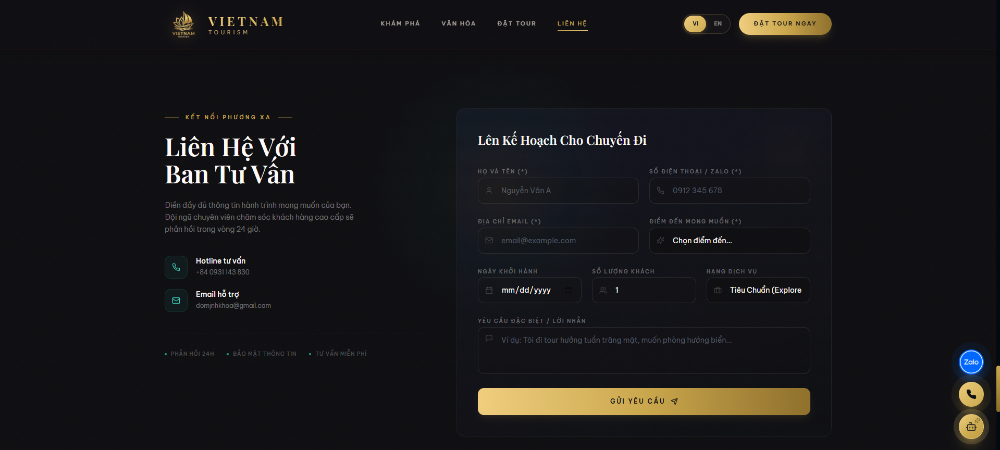 VIETNAM
TOURISM
VIETNAM
TOURISM
KHÁM PHÁ
VĂN HÓA
ĐẶT TOUR
LIÊN HỆ
VI
EN
ĐẶT TOUR NGAY
KẾT NỐI PHƯƠNG XA
Liên Hệ Với
Ban Tư Vấn
Điền đầy đủ thông tin hành trình mong muốn của bạn.
Đội ngũ chuyên viên chăm sóc khách hàng cao cấp sẽ
phản hồi trong vòng 24 giờ.
Hotline tư vấn
+84 0931 143 830
Email hỗ trợ
domjnhkhoa@gmail.com
PHẢN HỒI 24H
BẢO MẬT THÔNG TIN
TƯ VẤN MIỄN PHÍ
Lên Kế Hoạch Cho Chuyến Đi
HỌ VÀ TÊN (*)
Nguyễn Văn A
SỐ ĐIỆN THOẠI / ZALO (*)
0912 345 678
ĐỊA CHỈ EMAIL (*)
email@example.com
ĐIỂM ĐẾN MONG MUỐN (*)
Chọn điểm đến...
NGÀY KHỞI HÀNH
mm/dd/yyyy
SỐ LƯỢNG KHÁCH
1
HẠNG DỊCH VỤ
Tiêu Chuẩn (Explore
YÊU CẦU ĐẶC BIỆT / LỜI NHẮN
Ví dụ: Tôi đi tour hưởng tuần trăng mật, muốn phòng hướng biển...
GỬI YÊU CẦU
Zalo